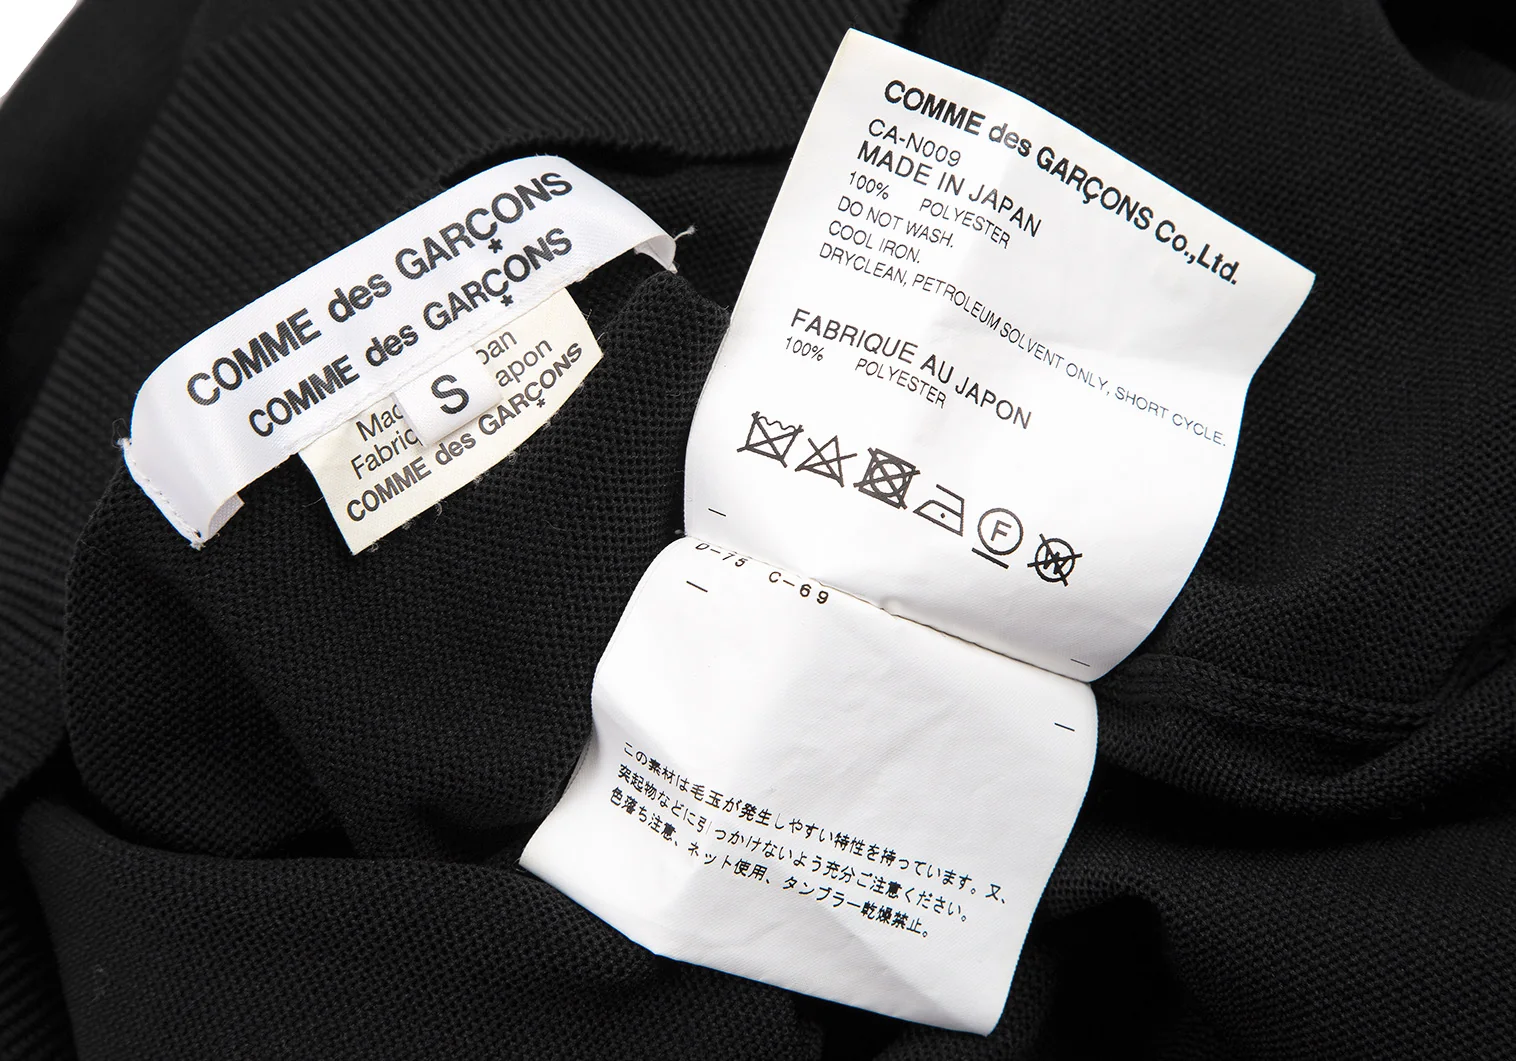 COMME des GARÇONS
*
COMME des GARÇONS
*
S
Mac pan
Fabric apon
COMME des GARÇONS
COMME des GARÇONS Co.,Ltd.
CA-N009
MADE IN JAPAN
100% POLYESTER
DO NOT WASH.
COOL IRON.
DRYCLEAN, PETROLEUM SOLVENT ONLY, SHORT CYCLE.
FABRIQUE AU JAPON
100% POLYESTER
F
W
D-75 C-69
この素材は毛玉が発生しやすい特性を持っています。又、
突起物などに引っかけないよう充分ご注意ください。
色落ち注意、ネット使用、タンブラー乾燥禁止。